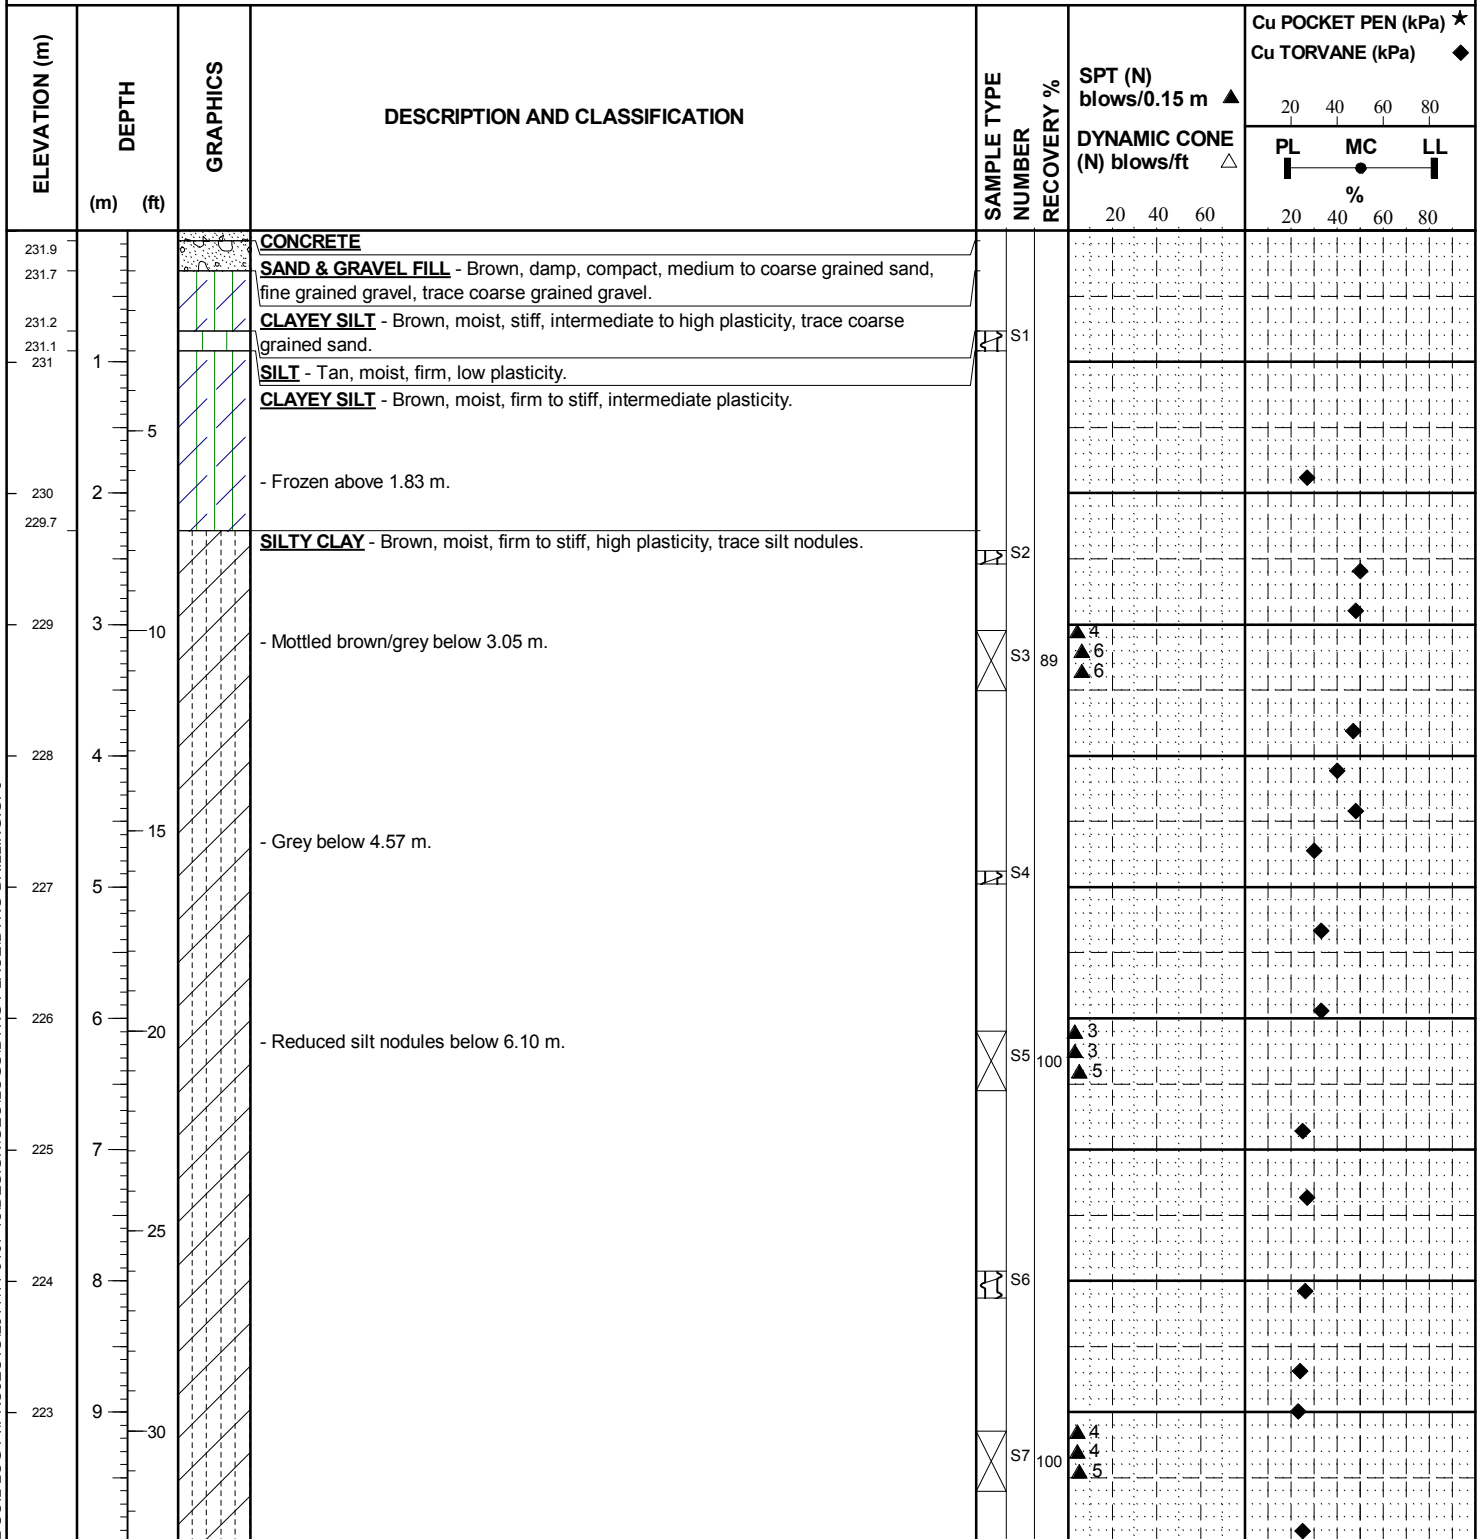 Cu POCKET PEN (kPa)
Cu TORVANE (kPa)
ELEVATION (m)
DEPTH
GRAPHICS
DESCRIPTION AND CLASSIFICATION
SAMPLE TYPE
NUMBER
RECOVERY %
SPT (N)
blows/0.15 m
DYNAMIC CONE
(N) blows/ft
20 40 60 80
PL MC LL
%
(m) (ft)
20 40 60
20 40 60 80
231.9
CONCRETE
231.7
SAND & GRAVEL FILL - Brown, damp, compact, medium to coarse grained sand,
fine grained gravel, trace coarse grained gravel.
231.2
CLAYEY SILT - Brown, moist, stiff, intermediate to high plasticity, trace coarse
grained sand.
S1
231.1
231 1
SILT - Tan, moist, firm, low plasticity.
CLAYEY SILT - Brown, moist, firm to stiff, intermediate plasticity.
5
- Frozen above 1.83 m.
230 2
229.7
SILTY CLAY - Brown, moist, firm to stiff, high plasticity, trace silt nodules.
S2
229 3
10
- Mottled brown/grey below 3.05 m.
S3 89
4
6
6
228 4
15
- Grey below 4.57 m.
S4
227 5
226 6
20
- Reduced silt nodules below 6.10 m.
S5 100
3
3
5
225 7
25
224 8
S6
223 9
30
S7 100
4
4
5